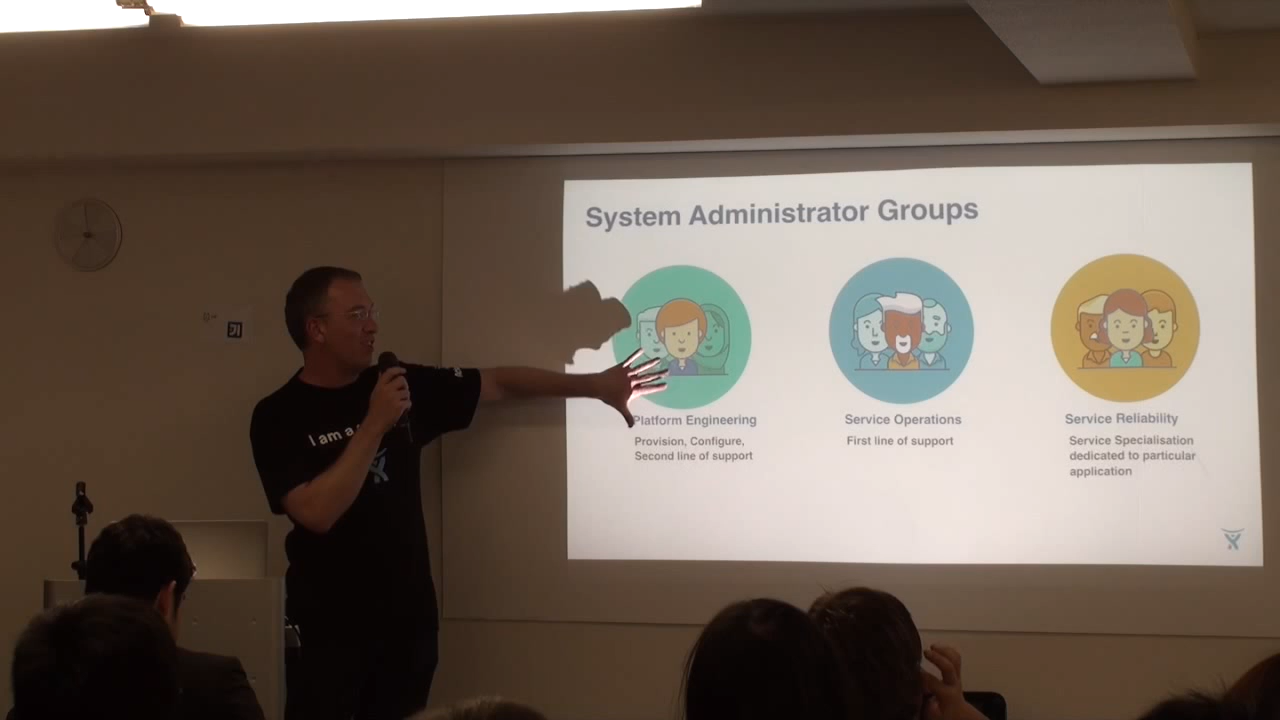 System Administrator Groups
Platform Engineering
Provision, Configure,
Second line of support
Service Operations
First line of support
Service Reliability
Service Specialisation
dedicated to particular
application
I am a